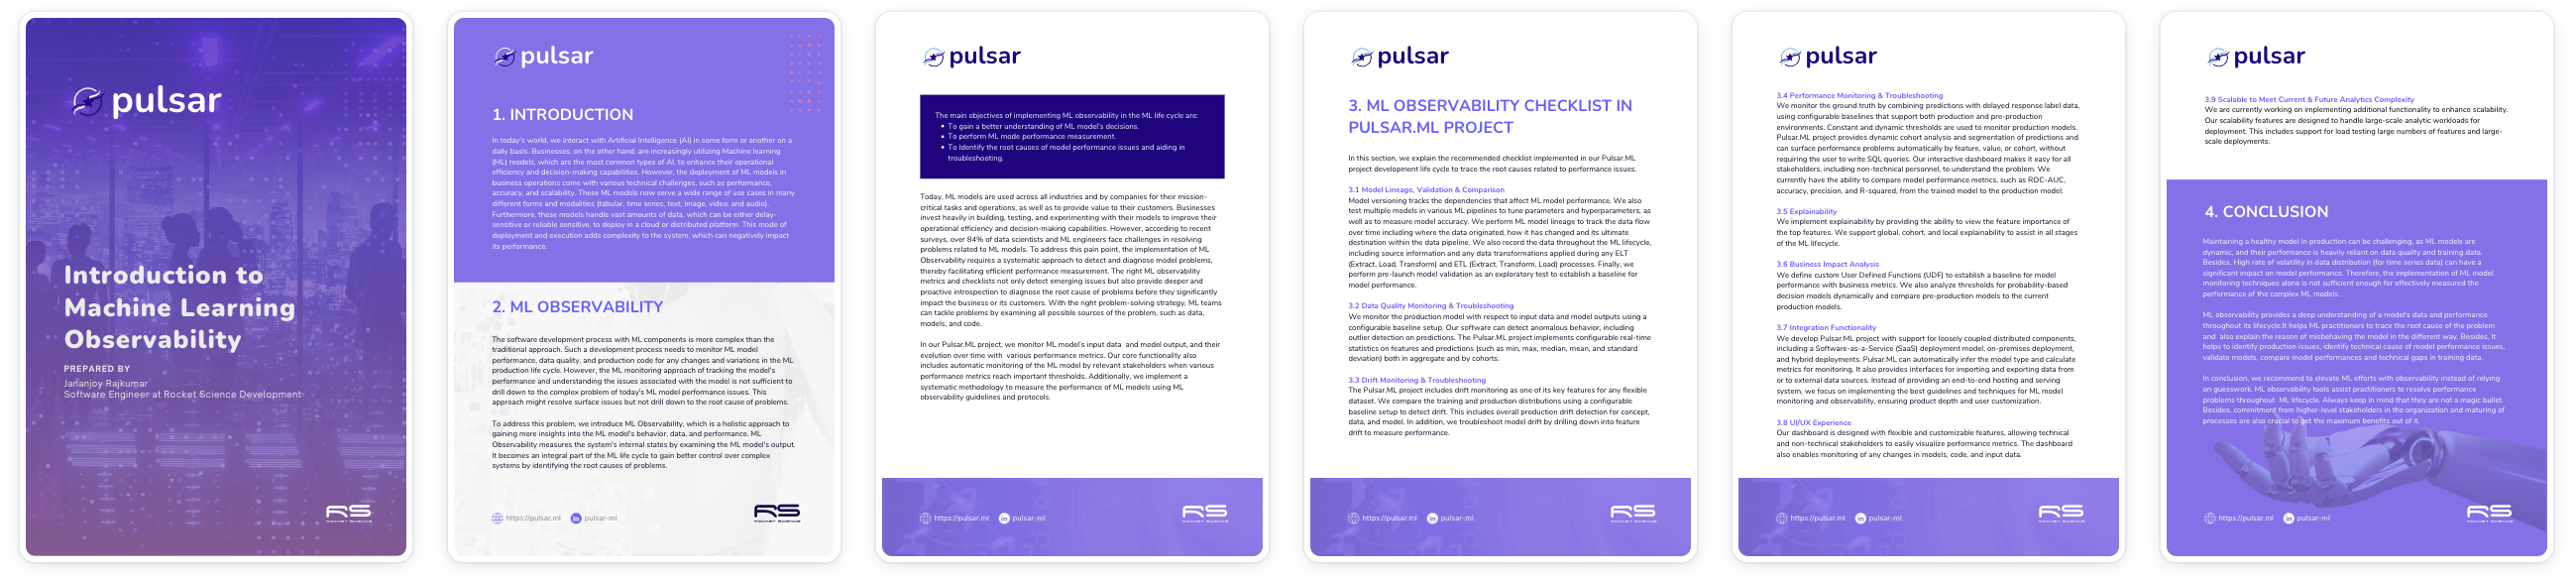 pulsar
Introduction to
Machine Learning
Observability
PREPARED BY
Jananjoy Rajkumar
Software Engineer at Rocket Science Development
RS
ROCKET SCIENCE
pulsar
1. INTRODUCTION
In today's world, we interact with Artificial Intelligence (AI) in some form or another on a
daily basis. Businesses, on the other hand, are increasingly utilizing Machine learning
(ML) models, which are the most common types of AI, to enhance their operational
efficiency and decision-making capabilities. However, the deployment of ML models in
business operations come with various technical challenges, such as performance,
accuracy, and scalability. These ML models now serve a wide range of use cases in many
different forms and modalities (tabular, time series, text, image, video, and audio).
Furthermore, these models handle vast amounts of data, which can be either delay-
sensitive or reliable sensitive, to deploy in a cloud or distributed platform. This mode of
deployment and execution adds complexity to the system, which can negatively impact
its performance.
2. ML OBSERVABILITY
The software development process with ML components is more complex than the
traditional approach. Such a development process needs to monitor ML model
performance, data quality, and production code for any changes and variations in the ML
production life cycle. However, the ML monitoring approach of tracking the model's
performance and understanding the issues associated with the model is not sufficient to
drill down to the complex problem of today's ML model performance issues. This
approach might resolve surface issues but not drill down to the root cause of problems.
To address this problem, we introduce ML Observability, which is a holistic approach to
gaining more insights into the ML model's behavior, data, and performance. ML
Observability measures the system's internal states by examining the ML model's output.
It becomes an integral part of the ML life cycle to gain better control over complex
systems by identifying the root causes of problems.
https://pulsar.ml
pulsar-ml
RS
ROCKET SCIENCE
pulsar
The main objectives of implementing ML observability in the ML life cycle are:
• To gain a better understanding of ML model's decisions.
• To perform ML mode performance measurement.
• To Identify the root causes of model performance issues and aiding in
troubleshooting.
Today, ML models are used across all industries and by companies for their mission-
critical tasks and operations, as well as to provide value to their customers. Businesses
invest heavily in building, testing, and experimenting with their models to improve their
operational efficiency and decision-making capabilities. However, according to recent
surveys, over 84% of data scientists and ML engineers face challenges in resolving
problems related to ML models. To address this pain point, the implementation of ML
Observability requires a systematic approach to detect and diagnose model problems,
thereby facilitating efficient performance measurement. The right ML observability
metrics and checklists not only detect emerging issues but also provide deeper and
proactive introspection to diagnose the root cause of problems before they significantly
impact the business or its customers. With the right problem-solving strategy, ML teams
can tackle problems by examining all possible sources of the problem, such as data,
models, and code.
In our Pulsar.ML project, we monitor ML model's input data and model output, and their
evolution over time with various performance metrics. Our core functionality also
includes automatic monitoring of the ML model by relevant stakeholders when various
performance metrics reach important thresholds. Additionally, we implement a
systematic methodology to measure the performance of ML models using ML
observability guidelines and protocols.
https://pulsar.ml
pulsar-ml
RS
ROCKET SCIENCE
pulsar
3. ML OBSERVABILITY CHECKLIST IN
PULSAR.ML PROJECT
In this section, we explain the recommended checklist implemented in our Pulsar.ML
project development life cycle to trace the root causes related to performance issues.
3.1 Model Lineage, Validation & Comparison
Model versioning tracks the dependencies that affect ML model performance. We also
test multiple models in various ML pipelines to tune parameters and hyperparameters, as
well as to measure model accuracy. We perform ML model lineage to track the data flow
over time including where the data originated, how it has changed and its ultimate
destination within the data pipeline. We also record the data throughout the ML lifecycle,
including source information and any data transformations applied during any ELT
(Extract, Load, Transform) and ETL (Extract, Transform, Load) processes. Finally, we
perform pre-launch model validation as an exploratory test to establish a baseline for
model performance.
3.2 Data Quality Monitoring & Troubleshooting
We monitor the production model with respect to input data and model outputs using a
configurable baseline setup. Our software can detect anomalous behavior, including
outlier detection on predictions. The Pulsar.ML project implements configurable real-time
statistics on features and predictions (such as min, max, median, mean, and standard
deviation) both in aggregate and by cohorts.
3.3 Drift Monitoring & Troubleshooting
The Pulsar.ML project includes drift monitoring as one of its key features for any flexible
dataset. We compare the training and production distributions using a configurable
baseline setup to detect drift. This includes overall production drift detection for concept,
data, and model. In addition, we troubleshoot model drift by drilling down into feature
drift to measure performance.
https://pulsar.ml
pulsar-ml
RS
ROCKET SCIENCE
pulsar
3.4 Performance Monitoring & Troubleshooting
We monitor the ground truth by combining predictions with delayed response label data,
using configurable baselines that support both production and pre-production
environments. Constant and dynamic thresholds are used to monitor production models.
Pulsar.ML project provides dynamic cohort analysis and segmentation of predictions and
can surface performance problems automatically by feature, value, or cohort, without
requiring the user to write SQL queries. Our interactive dashboard makes it easy for all
stakeholders, including non-technical personnel, to understand the problem. We
currently have the ability to compare model performance metrics, such as ROC-AUC,
accuracy, precision, and R-squared, from the trained model to the production model.
3.5 Explainability
We implement explainability by providing the ability to view the feature importance of
the top features. We support global, cohort, and local explainability to assist in all stages
of the ML lifecycle.
3.6 Business Impact Analysis
We define custom User Defined Functions (UDF) to establish a baseline for model
performance with business metrics. We also analyze thresholds for probability-based
decision models dynamically and compare pre-production models to the current
production models.
3.7 Integration Functionality
We develop Pulsar.ML project with support for loosely coupled distributed components,
including a Software-as-a-Service (SaaS) deployment model, on-premises deployment,
and hybrid deployments. Pulsar.ML can automatically infer the model type and calculate
metrics for monitoring. It also provides interfaces for importing and exporting data from
or to external data sources. Instead of providing an end-to-end hosting and serving
system, we focus on implementing the best guidelines and techniques for ML model
monitoring and observability, ensuring product depth and user customization.
3.8 UI/UX Experience
Our dashboard is designed with flexible and customizable features, allowing technical
and non-technical stakeholders to easily visualize performance metrics. The dashboard
also enables monitoring of any changes in models, code, and input data.
https://pulsar.ml
pulsar-ml
RS
ROCKET SCIENCE
pulsar
3.9 Scalable to Meet Current & Future Analytics Complexity
We are currently working on implementing additional functionality to enhance scalability.
Our scalability features are designed to handle large-scale analytic workloads for
deployment. This includes support for load testing large numbers of features and large-
scale deployments.
4. CONCLUSION
Maintaining a healthy model in production can be challenging, as ML models are
dynamic, and their performance is heavily reliant on data quality and training data.
Besides, High rate of volatility in data distribution (for time series data) can have a
significant impact on model performance. Therefore, the implementation of ML model
monitoring techniques alone is not sufficient enough for effectively measured the
performance of the complex ML models .
ML observability provides a deep understanding of a model's data and performance
throughout its lifecycle.It helps ML practitioners to trace the root cause of the problem
and also explain the reason of misbehaving the model in the different way. Besides, It
helps to identify problems, identify technical cause of model performance issues,
validate models, compare model performances and technical gaps in training data.
In conclusion, we recommend to elevate ML efforts with observability instead of relying
on guesswork. ML observability tools assist practitioners to resolve performance
problems throughout ML lifecycle. Always keep in mind that they are not a magic bullet.
Besides, commitment from higher-level stakeholders in the organization and maturing of
processes are also crucial to get the maximum benefits out of it.
https://pulsar.ml
pulsar-ml
RS
ROCKET SCIENCE